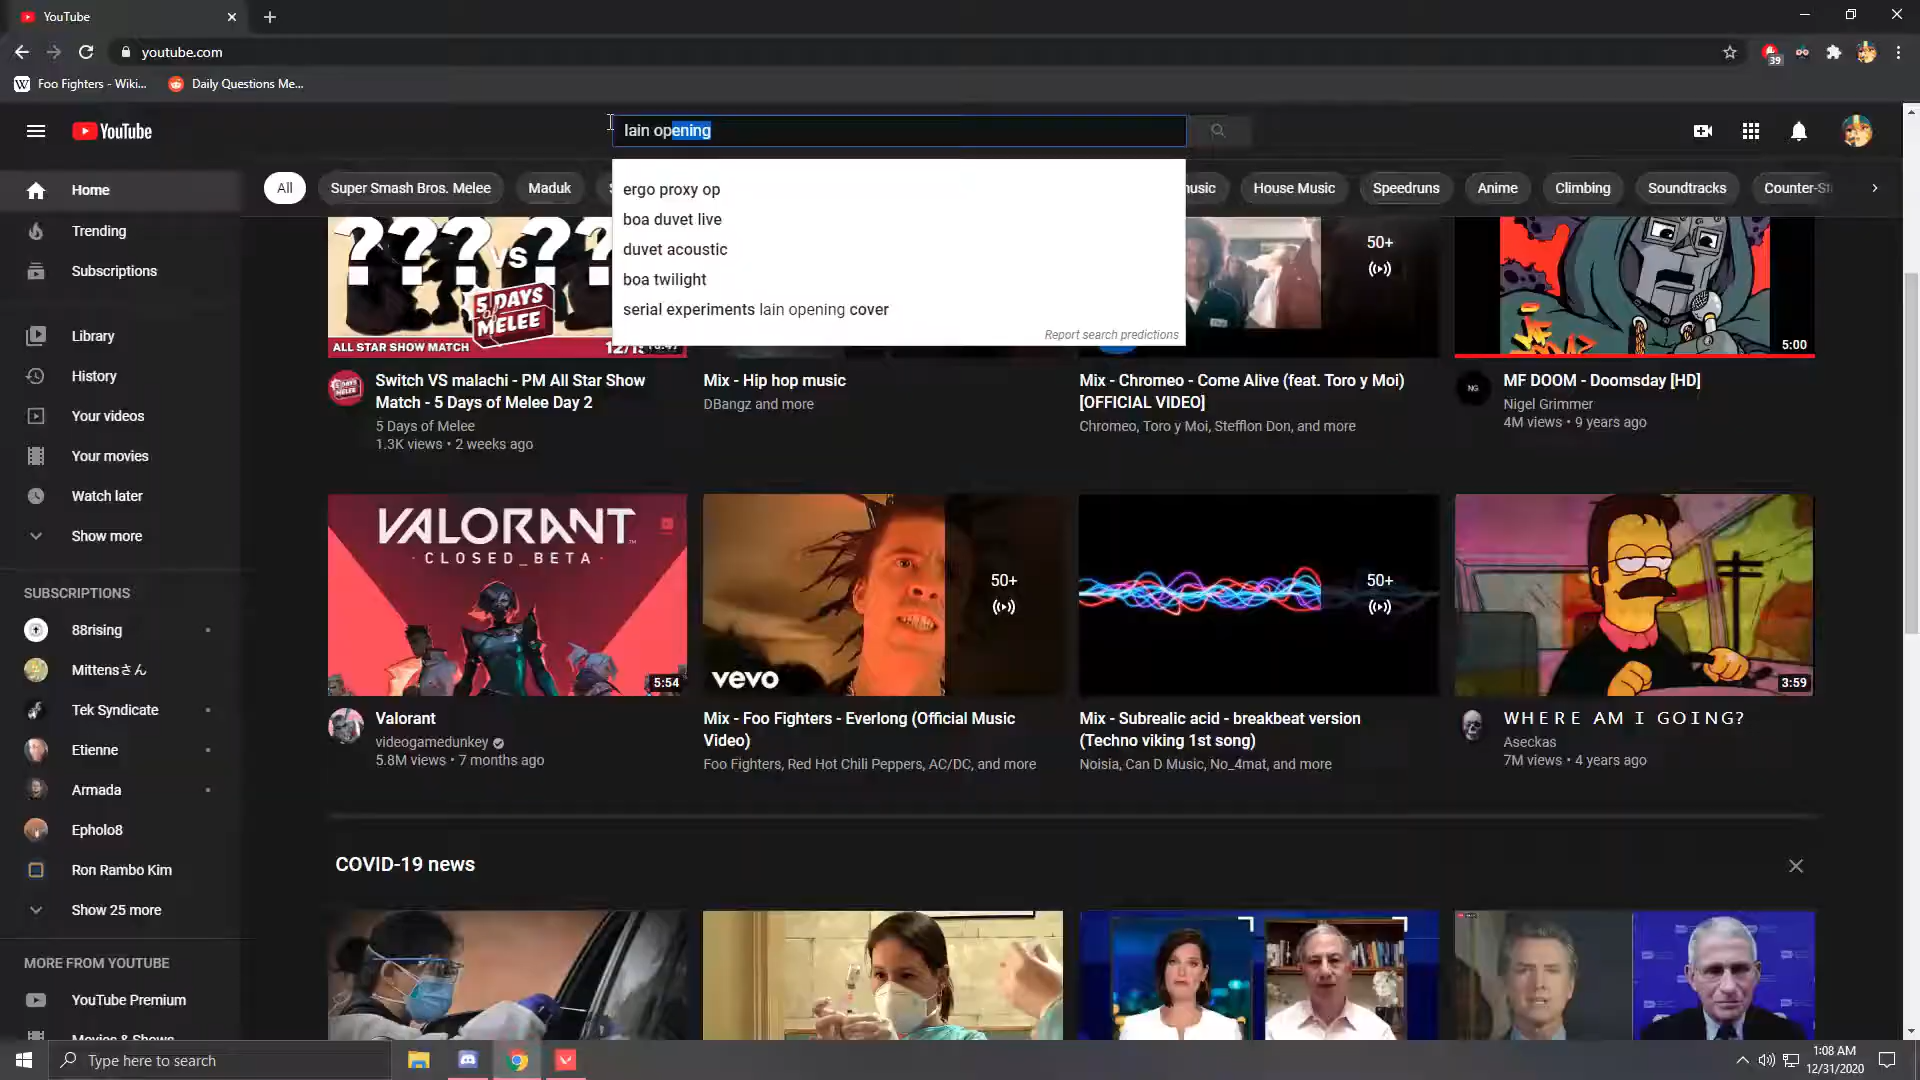 YouTube
youtube.com
39
Foo Fighters - Wiki...
Daily Questions Me...
YouTube
lain opening
ergo proxy op
boa duvet live
duvet acoustic
boa twilight
serial experiments lain opening cover
Report search predictions
All
Super Smash Bros. Melee
Maduk
House Music
Speedruns
Anime
Climbing
Soundtracks
Home
Trending
Subscriptions
Library
History
Your videos
Your movies
Watch later
Show more
SUBSCRIPTIONS
88rising
Mittensさん
Tek Syndicate
Etienne
Armada
Epholo8
Ron Rambo Kim
Show 25 more
MORE FROM YOUTUBE
YouTube Premium
Movies & Shows
??? VS ??
5 DAYS
of
MELEE
ALL STAR SHOW MATCH
Switch VS malachi - PM All Star Show
Match - 5 Days of Melee Day 2
5 Days of Melee
1.3K views • 2 weeks ago
Mix - Hip hop music
DBangz and more
50+
Mix - Chromeo - Come Alive (feat. Toro y Moi)
[OFFICIAL VIDEO]
Chromeo, Toro y Moi, Stefflon Don, and more
5:00
NG
MF DOOM - Doomsday [HD]
Nigel Grimmer
4M views • 9 years ago
VALORANT
CLOSED_BETA
5:54
Valorant
videogamedunkey
5.8M views • 7 months ago
vevo
50+
Mix - Foo Fighters - Everlong (Official Music
Video)
Foo Fighters, Red Hot Chili Peppers, AC/DC, and more
50+
Mix - Subrealic acid - breakbeat version
(Techno viking 1st song)
Noisia, Can D Music, No_4mat, and more
3:59
W H E R E A M I G O I N G ?
Aseckas
7M views • 4 years ago
COVID-19 news
Type here to search
1:08 AM
12/31/2020